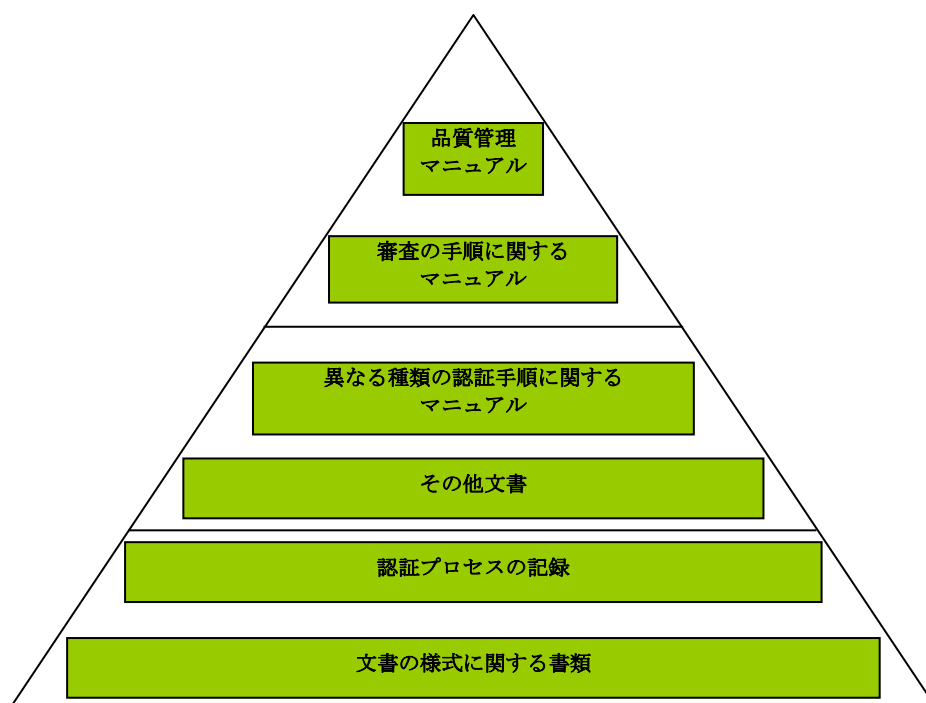 品質管理
マニュアル
審査の手順に関する
マニュアル
異なる種類の認証手順に関する
マニュアル
その他文書
認証プロセスの記録
文書の様式に関する書類